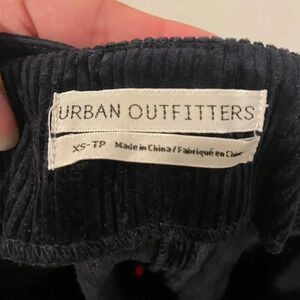 URBAN OUTFITTERS
XS-TP Made in China/Fabriqué en Chine